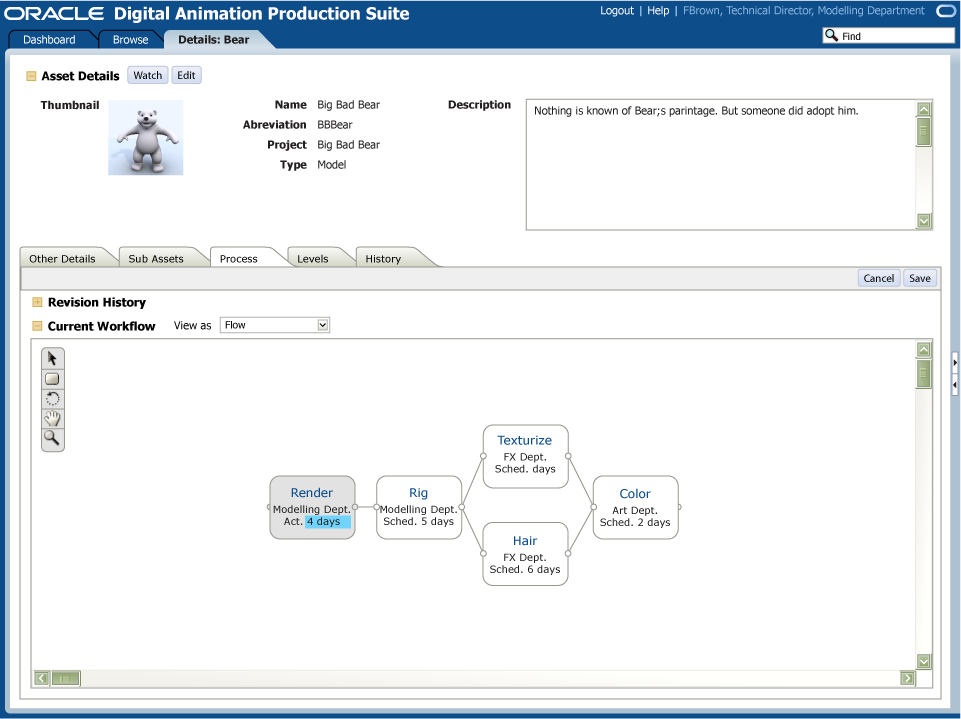 ORACLE Digital Animation Production Suite
Logout | Help | FBrown, Technical Director, Modelling Department
Dashboard Browse Details: Bear
Find
Asset Details Watch Edit
Thumbnail
Name Big Bad Bear
Abreviation BBBear
Project Big Bad Bear
Type Model
Description
Nothing is known of Bear;s parintage. But someone did adopt him.
Other Details Sub Assets Process Levels History
Cancel Save
Revision History
Current Workflow View as Flow
Render
Modelling Dept.
Act. 4 days
Rig
Modelling Dept.
Sched. 5 days
Texturize
FX Dept.
Sched. days
Hair
FX Dept.
Sched. 6 days
Color
Art Dept.
Sched. 2 days